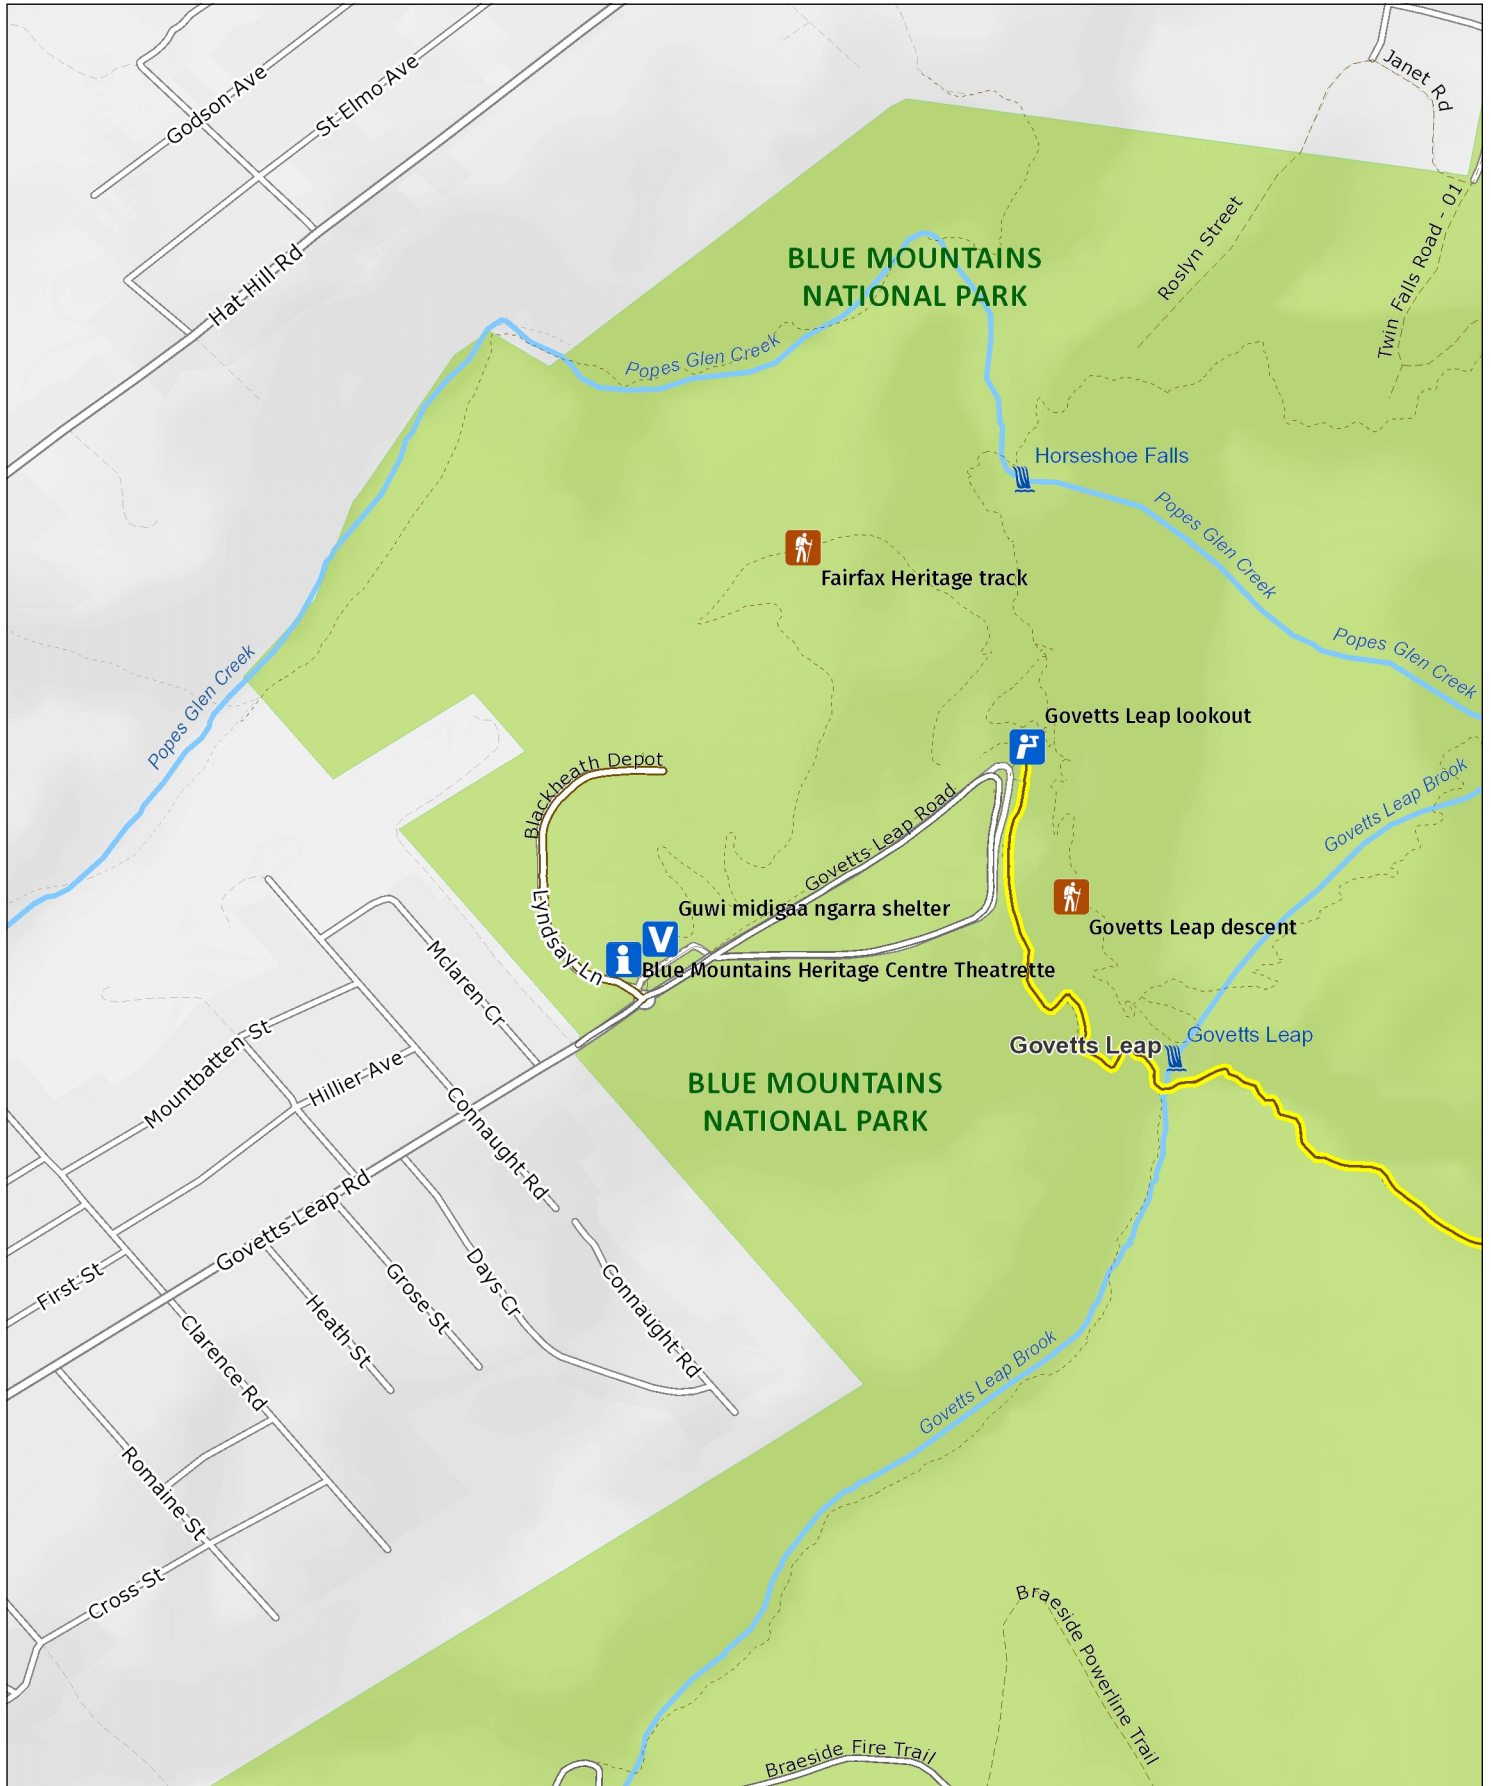 Godson Ave
St Elmo Ave
Hat Hill Rd
Janet Rd
Roslyn Street
Twin Falls Road - 01
BLUE MOUNTAINS
NATIONAL PARK
Popes Glen Creek
Horseshoe Falls
Popes Glen Creek
Popes Glen Creek
Popes Glen Creek
Fairfax Heritage track
Govetts Leap lookout
Blackheath Depot
Govetts Leap Road
Govetts Leap Brook
Lyndsay Ln
V
Guwi midigaa ngarra shelter
i
Blue Mountains Heritage Centre Theatrette
Govetts Leap descent
Mclaren Cr
Mountbatten St
Hillier Ave
Connaught Rd
Govetts Leap
Govetts Leap
BLUE MOUNTAINS
NATIONAL PARK
Govetts Leap Rd
First St
Heath St
Grose St
Days Cr
Connaught Rd
Clarence Rd
Romaine St
Cross St
Govetts Leap Brook
Braeside Powerline Trail
Braeside Fire Trail